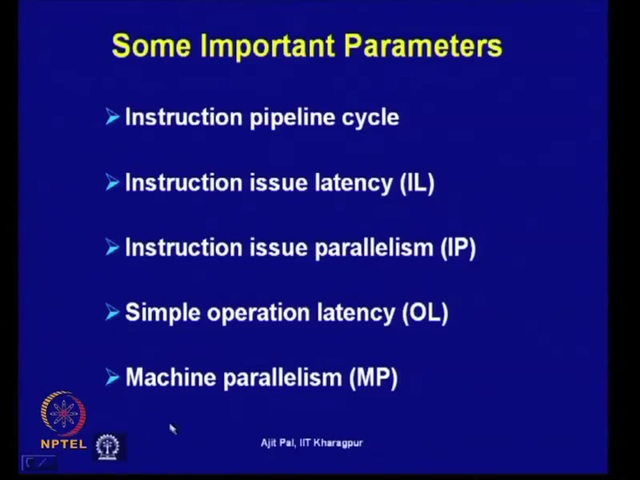 Some Important Parameters
Instruction pipeline cycle
Instruction issue latency (IL)
Instruction issue parallelism (IP)
Simple operation latency (OL)
Machine parallelism (MP)
NPTEL
Ajit Pal, IIT Kharagpur